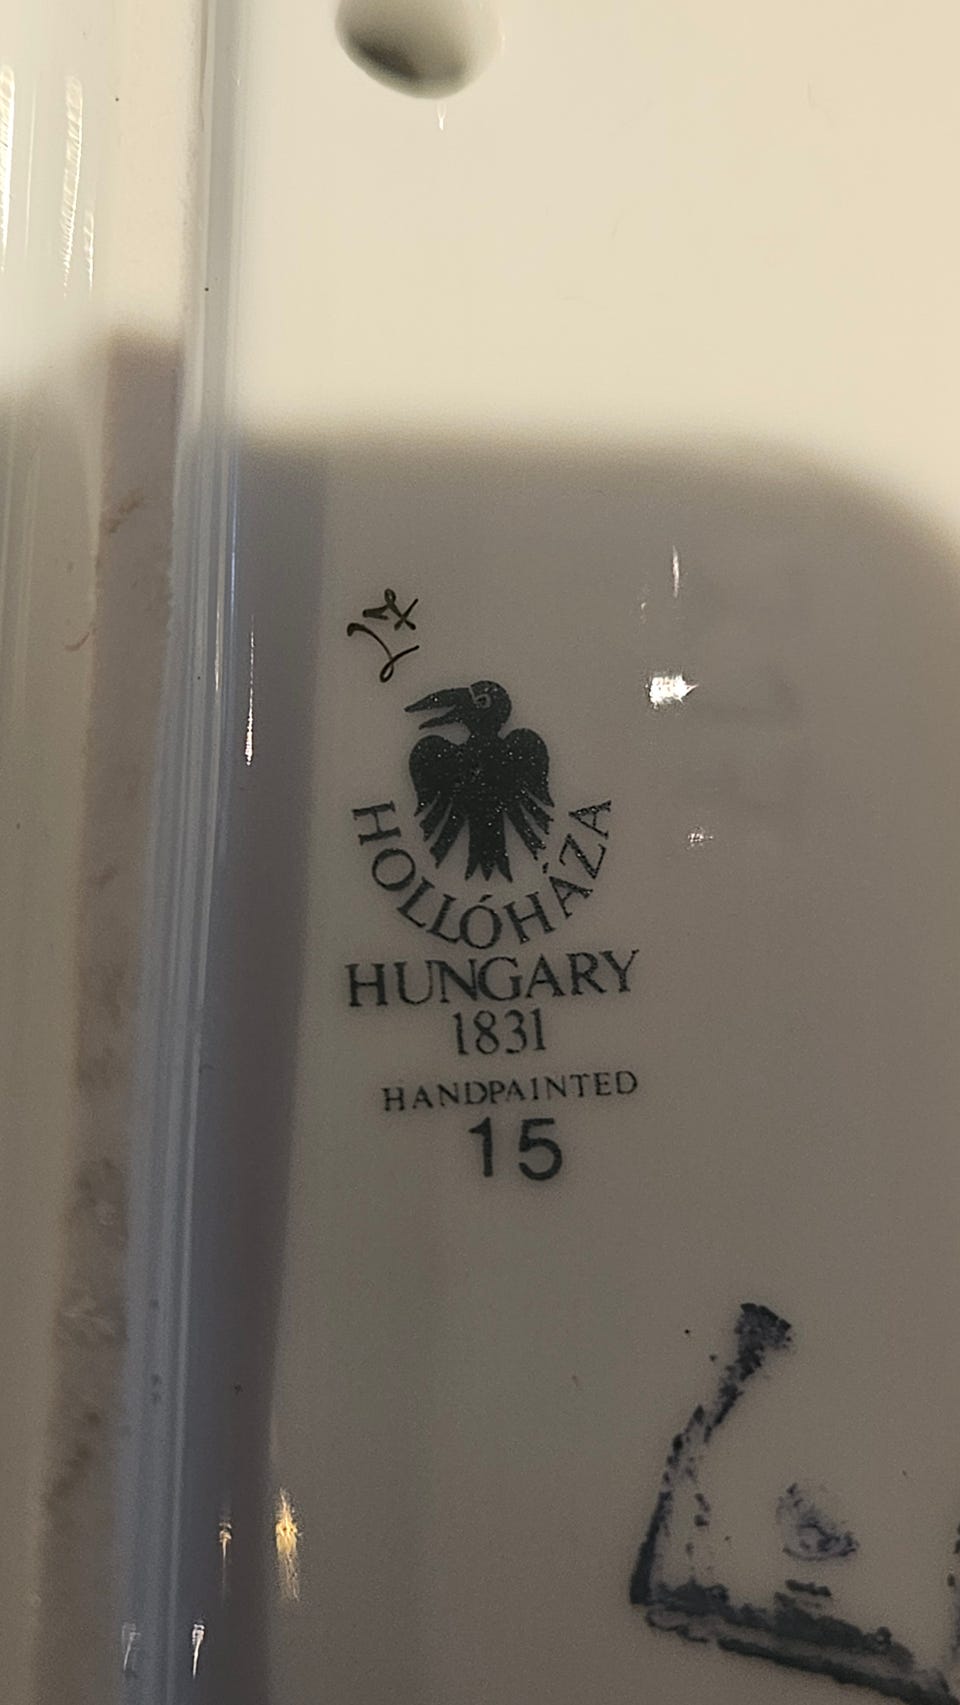 HOLLÓHÁZA
HUNGARY
1831
HANDPAINTED
15